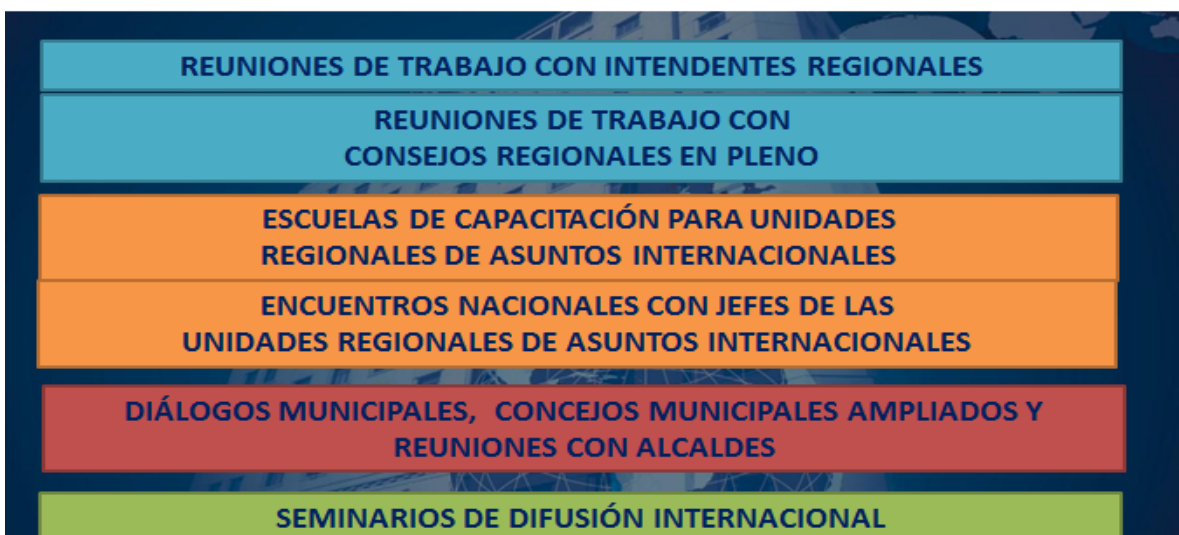 REUNIONES DE TRABAJO CON INTENDENTES REGIONALES
REUNIONES DE TRABAJO CON
CONSEJOS REGIONALES EN PLENO
ESCUELAS DE CAPACITACIÓN PARA UNIDADES
REGIONALES DE ASUNTOS INTERNACIONALES
ENCUENTROS NACIONALES CON JEFES DE LAS
UNIDADES REGIONALES DE ASUNTOS INTERNACIONALES
DIÁLOGOS MUNICIPALES, CONCEJOS MUNICIPALES AMPLIADOS Y
REUNIONES CON ALCALDES
SEMINARIOS DE DIFUSIÓN INTERNACIONAL